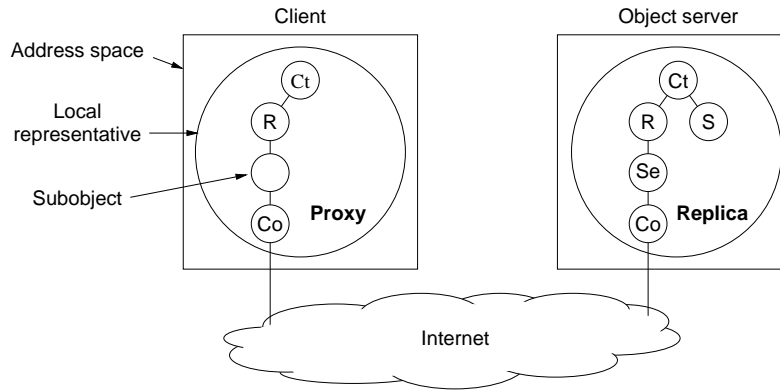 Client
Object server
Address space
Local
representative
Subobject
Ct
R
Co
Proxy
Ct
R
S
Se
Co
Replica
Internet